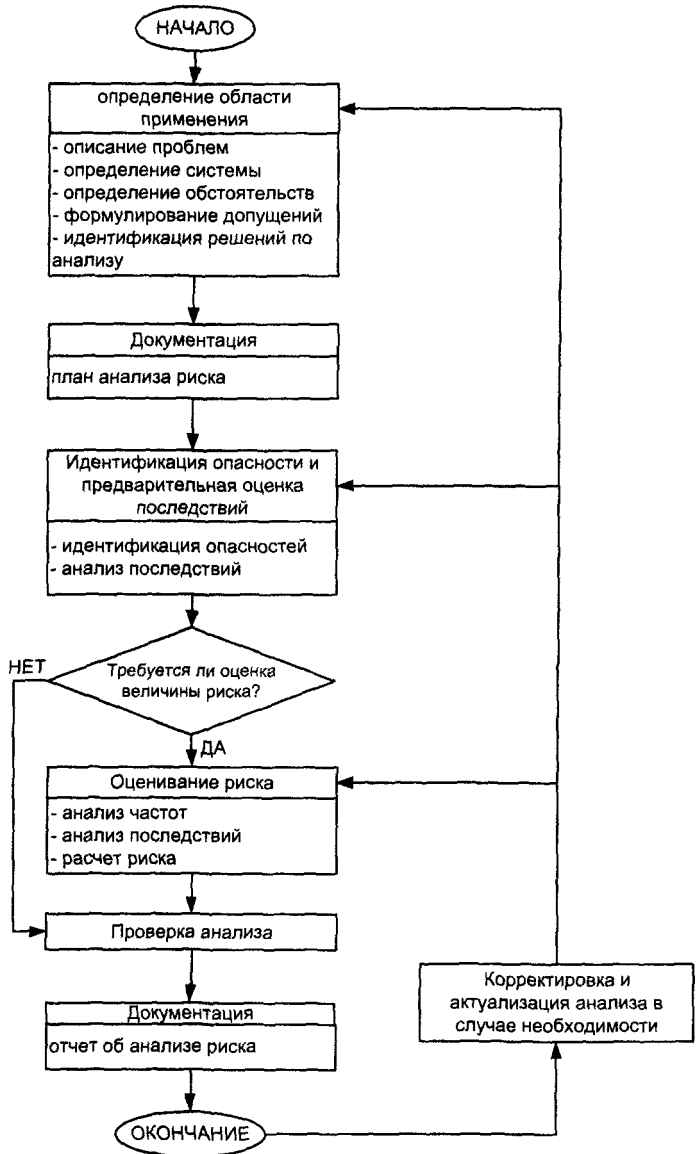 НАЧАЛО
определение области
применения
- описание проблем
- определение системы
- определение обстоятельств
- формулирование допущений
- идентификация решений по
анализу
Документация
план анализа риска
Идентификация опасности и
предварительная оценка
последствий
- идентификация опасностей
- анализ последствий
НЕТ
Требуется ли оценка
величины риска?
ДА
Оценивание риска
- анализ частот
- анализ последствий
- расчет риска
Проверка анализа
Документация
отчет об анализе риска
ОКОНЧАНИЕ
Корректировка и
актуализация анализа в
случае необходимости